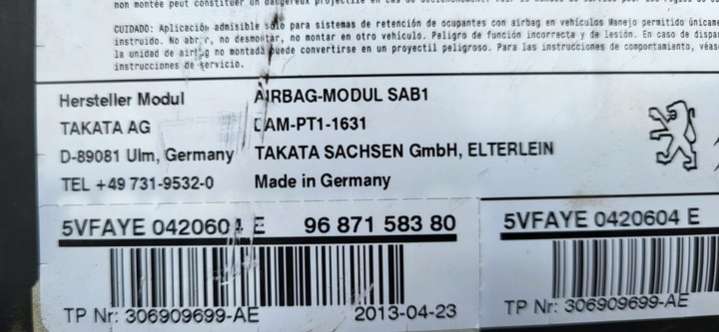 non montée peut constituer un dangereux projectile en cas de
CUIDADO: Aplicación admisible sólo para sistemas de retención de ocupantes con airbag en vehículos Manejo permitido únicam
instruido. No abrir, no desmontar, no montar en otro vehículo. Peligro de función incorrecta y de lesión. En caso de dispa
la unidad de airbag no montada puede convertirse en un proyectil peligroso. Para las instrucciones de comportamiento, véas
instrucciones de servicio.
Hersteller Modul AIRBAG-MODUL SAB1
TAKATA AG DAM-PT1-1631
D-89081 Ulm, Germany TAKATA SACHSEN GmbH, ELTERLEIN
TEL +49 731-9532-0 Made in Germany
5VFAYE 0420604 E 96 871 583 80 5VFAYE 0420604 E
TP Nr: 306909699-AE 2013-04-23 TP Nr: 306909699-AE